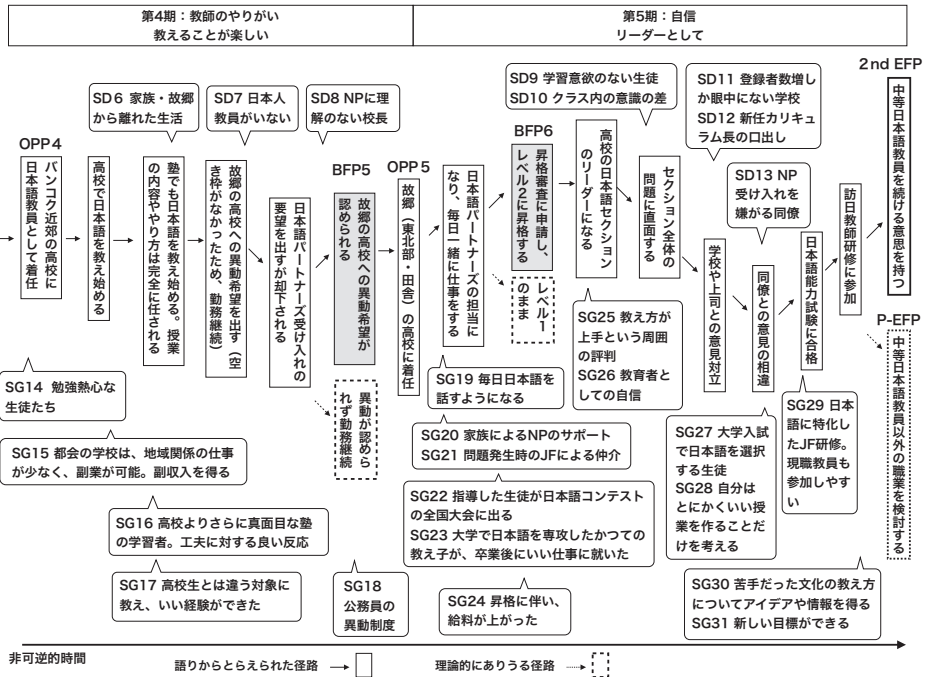 第4期：教師のやりがい
教えることが楽しい
第5期：自信
リーダーとして
2nd EFP
SD6 家族・故郷
から離れた生活
SD7 日本人
教員がいない
SD8 NPに理
解のない校長
SD9 学習意欲のない生徒
SD10 クラス内の意識の差
SD11 登録者数増し
か眼中にない学校
SD12 新任カリキュ
ラム長の口出し
SD13 NP
受け入れを
嫌がる同僚
OPP4
バンコク近郊の高校に
日本語教員として着任
高校で日本語を教え始める
塾でも日本語を教え始める。授業
の内容ややり方は完全に任される
故郷の高校への異動希望を出す（空
き枠がなかったため、勤務継続）
日本語パートナーズ受け入れの
要望を出すが却下される
BFP5
故郷の高校への異動希望が
認められる
異動が認めら
れず勤務継続
OPP5
故郷（東北部・田舎）の高校に着任
日本語パートナーズの担当に
なり、毎日一緒に仕事をする
BFP6
昇格審査に申請し、
レベル2に昇格する
レベル1
のまま
高校の日本語セクション
のリーダーになる
セクション全体の
問題に直面する
学校や上司との意見対立
同僚との意見の相違
日本語能力試験に合格
訪日教師研修に参加
中等日本語教員を続ける意思を持つ
P-EFP
中等日本語教員以外の職業を検討する
SG14 勉強熱心な
生徒たち
SG15 都会の学校は、地域関係の仕事
が少なく、副業が可能。副収入を得る
SG16 高校よりさらに真面目な塾
の学習者。工夫に対する良い反応
SG17 高校生とは違う対象に
教え、いい経験ができた
SG18
公務員の
異動制度
SG19 毎日日本語を
話すようになる
SG20 家族によるNPのサポート
SG21 問題発生時のJFによる仲介
SG22 指導した生徒が日本語コンテスト
の全国大会に出る
SG23 大学で日本語を専攻したかつての
教え子が、卒業後にいい仕事に就いた
SG24 昇格に伴い、
給料が上がった
SG25 教え方が
上手という周囲
の評判
SG26 教育者と
しての自信
SG27 大学入試
で日本語を選択
する生徒
SG28 自分は
とにかくいい授
業を作ることだ
けを考える
SG29 日本
語に特化し
たJF研修。
現職教員も
参加しやす
い
SG30 苦手だった文化の教え方
についてアイデアや情報を得る
SG31 新しい目標ができる
非可逆的時間
語りからとらえられた径路
理論的にありうる径路